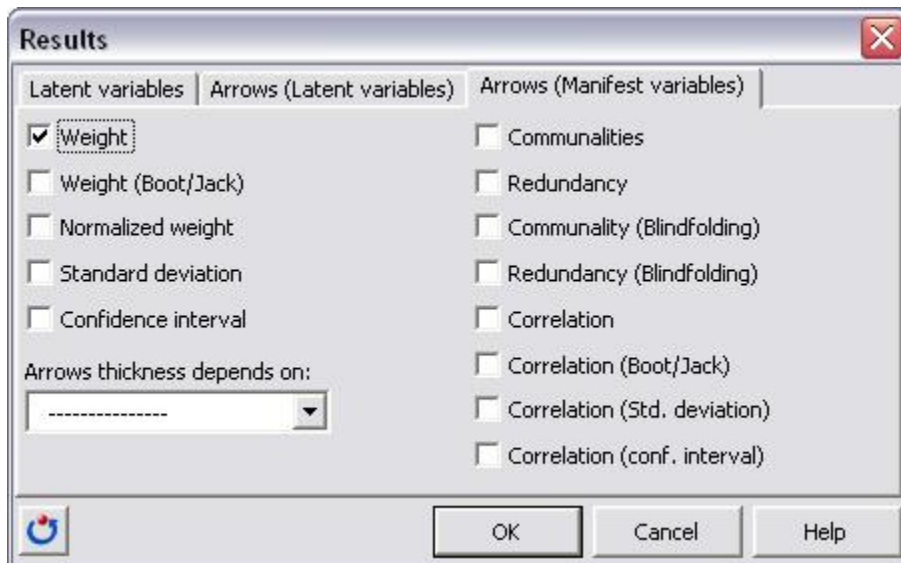 Results
Latent variables
Arrows (Latent variables)
Arrows (Manifest variables)
Weight
Weight (Boot/Jack)
Normalized weight
Standard deviation
Confidence interval
Arrows thickness depends on:
---------------
Communalities
Redundancy
Communality (Blindfolding)
Redundancy (Blindfolding)
Correlation
Correlation (Boot/Jack)
Correlation (Std. deviation)
Correlation (conf. interval)
OK
Cancel
Help